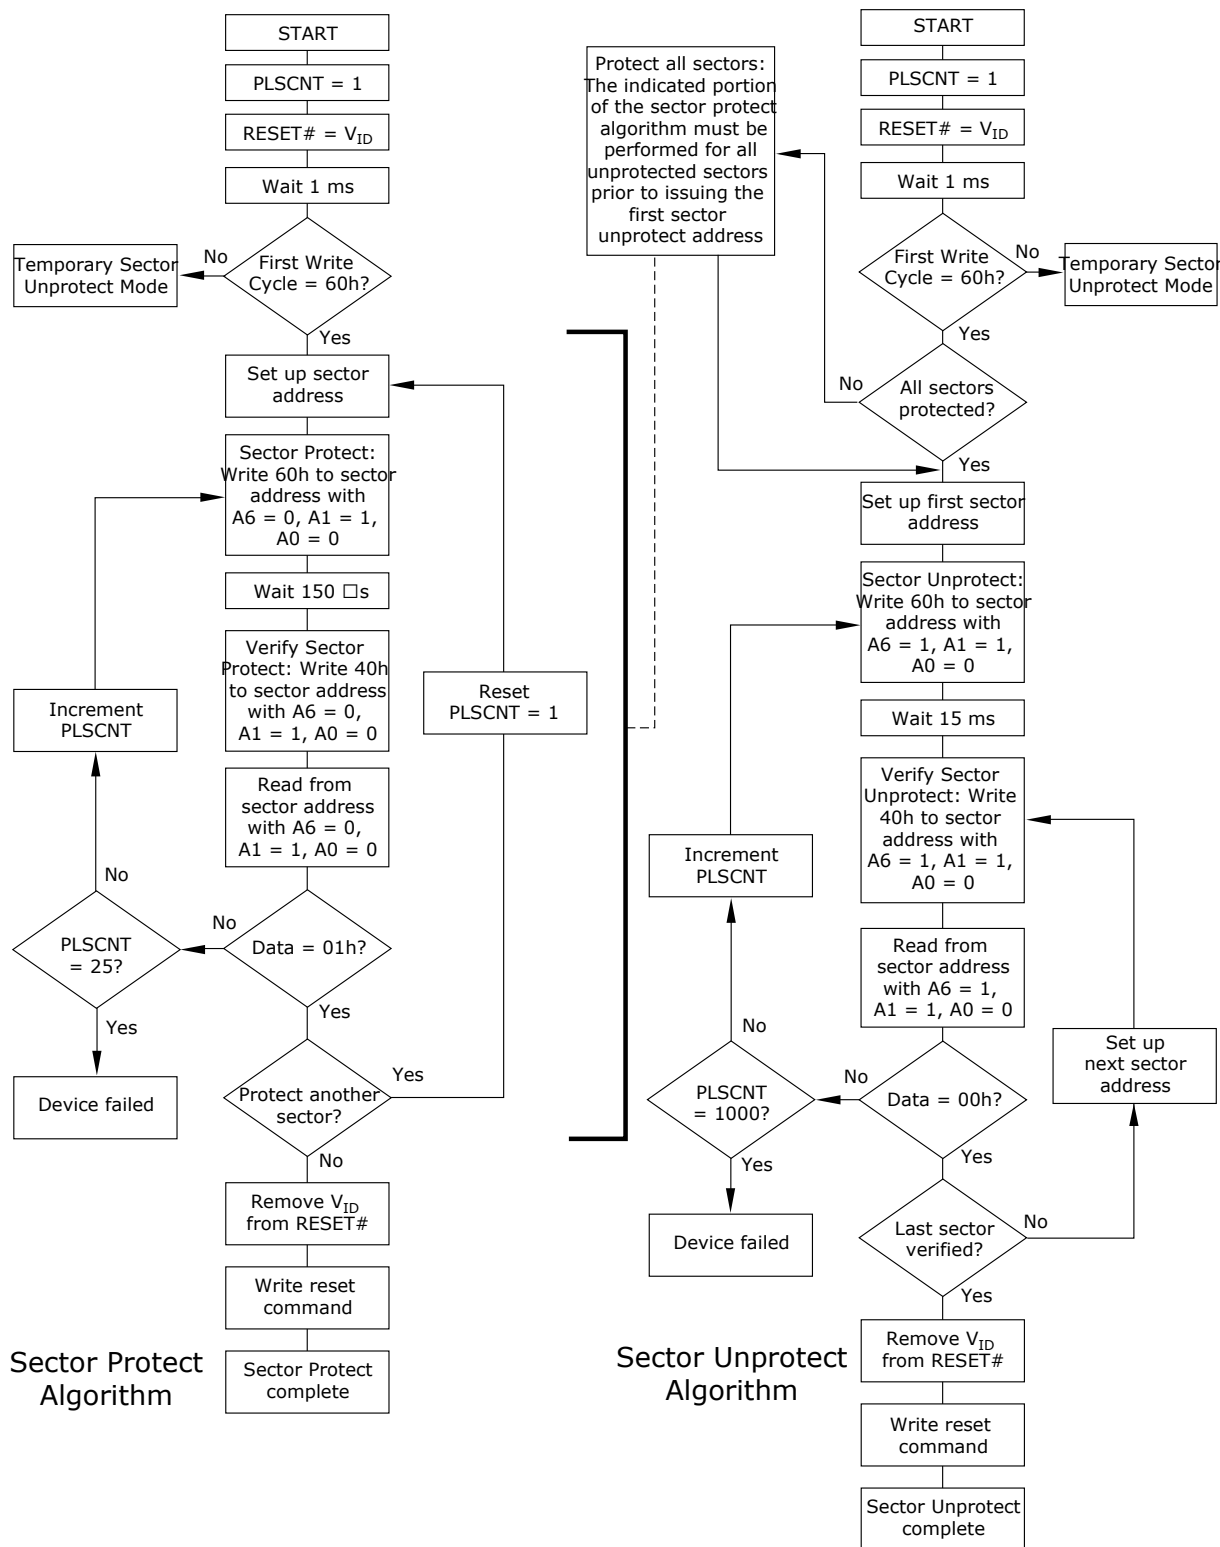 START
PLSCNT = 1
RESET# = VID
Wait 1 ms
First Write
Cycle = 60h?
No
Temporary Sector
Unprotect Mode
Yes
Set up sector
address
Sector Protect:
Write 60h to sector
address with
A6 = 0, A1 = 1,
A0 = 0
Wait 150 □s
Verify Sector
Protect: Write 40h
to sector address
with A6 = 0,
A1 = 1, A0 = 0
Read from
sector address
with A6 = 0,
A1 = 1, A0 = 0
Increment
PLSCNT
No
PLSCNT
= 25?
Yes
Device failed
No
Data = 01h?
Yes
Protect another
sector?
Yes
Reset
PLSCNT = 1
No
Remove VID
from RESET#
Write reset
command
Sector Protect
complete
Sector Protect
Algorithm
Protect all sectors:
The indicated portion
of the sector protect
algorithm must be
performed for all
unprotected sectors
prior to issuing the
first sector
unprotect address
START
PLSCNT = 1
RESET# = VID
Wait 1 ms
First Write
Cycle = 60h?
No
Temporary Sector
Unprotect Mode
Yes
No
All sectors
protected?
Yes
Set up first sector
address
Sector Unprotect:
Write 60h to sector
address with
A6 = 1, A1 = 1,
A0 = 0
Wait 15 ms
Verify Sector
Unprotect: Write
40h to sector
address with
A6 = 1, A1 = 1,
A0 = 0
Read from
sector address
with A6 = 1,
A1 = 1, A0 = 0
Increment
PLSCNT
No
PLSCNT
= 1000?
Yes
Device failed
No
Data = 00h?
Yes
Set up
next sector
address
Last sector
verified?
No
Yes
Remove VID
from RESET#
Write reset
command
Sector Unprotect
complete
Sector Unprotect
Algorithm